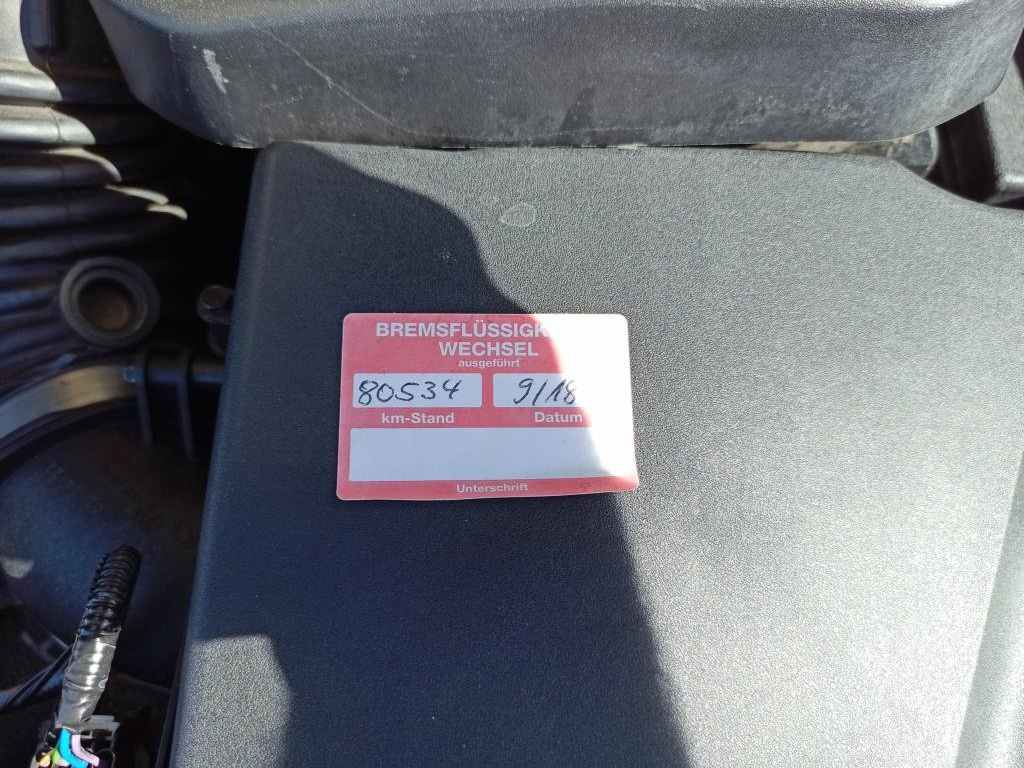 BREMSFLÜSSIGK
WECHSEL
ausgeführt
80534 9/18
km-Stand Datum
Unterschrift